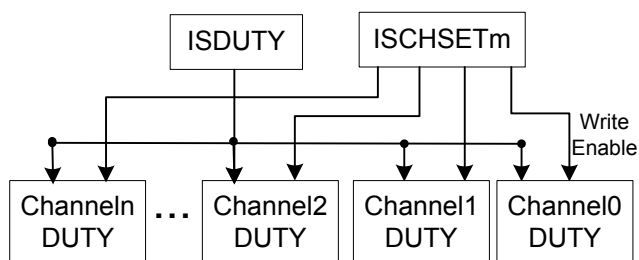 ISDUTY
ISCHSETm
Write
Enable
Channeln
DUTY
...
Channel2
DUTY
Channel1
DUTY
Channel0
DUTY